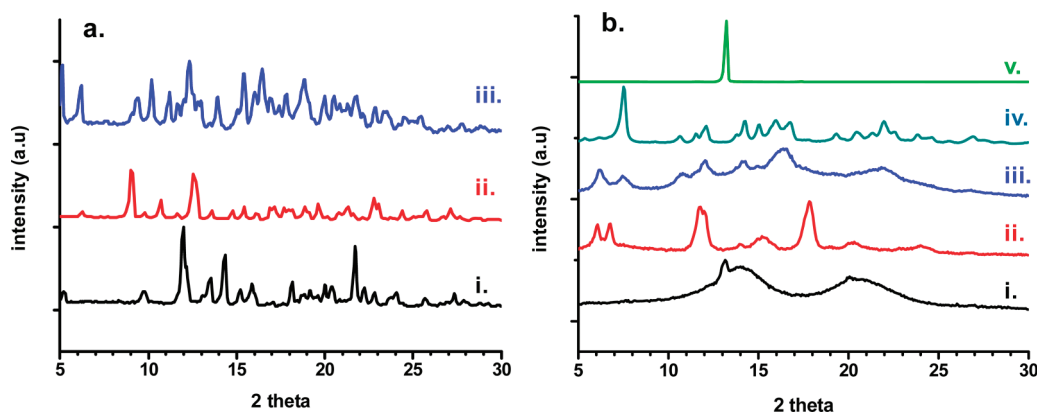 a.
iii.
ii.
i.
intensity (a.u)
5 10 15 20 25 30
2 theta
b.
v.
iv.
iii.
ii.
i.
intensity (a.u)
5 10 15 20 25 30
2 theta